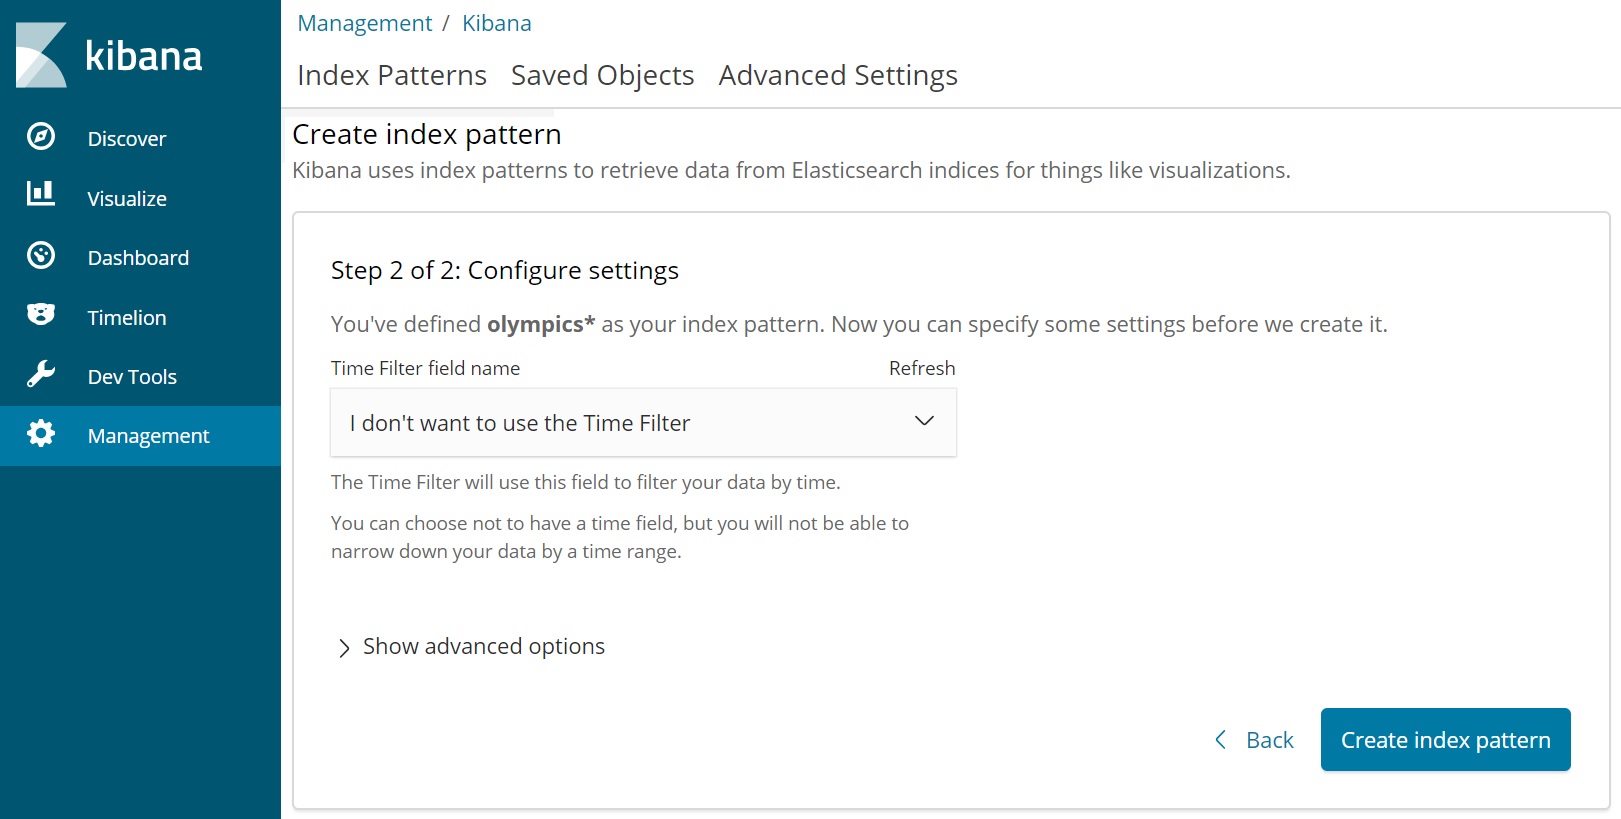 kibana
Discover
Visualize
Dashboard
Timelion
Dev Tools
Management
Management / Kibana
Index Patterns Saved Objects Advanced Settings
Create index pattern
Kibana uses index patterns to retrieve data from Elasticsearch indices for things like visualizations.
Step 2 of 2: Configure settings
You've defined olympics* as your index pattern. Now you can specify some settings before we create it.
Time Filter field name Refresh
I don't want to use the Time Filter
The Time Filter will use this field to filter your data by time.
You can choose not to have a time field, but you will not be able to
narrow down your data by a time range.
Show advanced options
Back Create index pattern